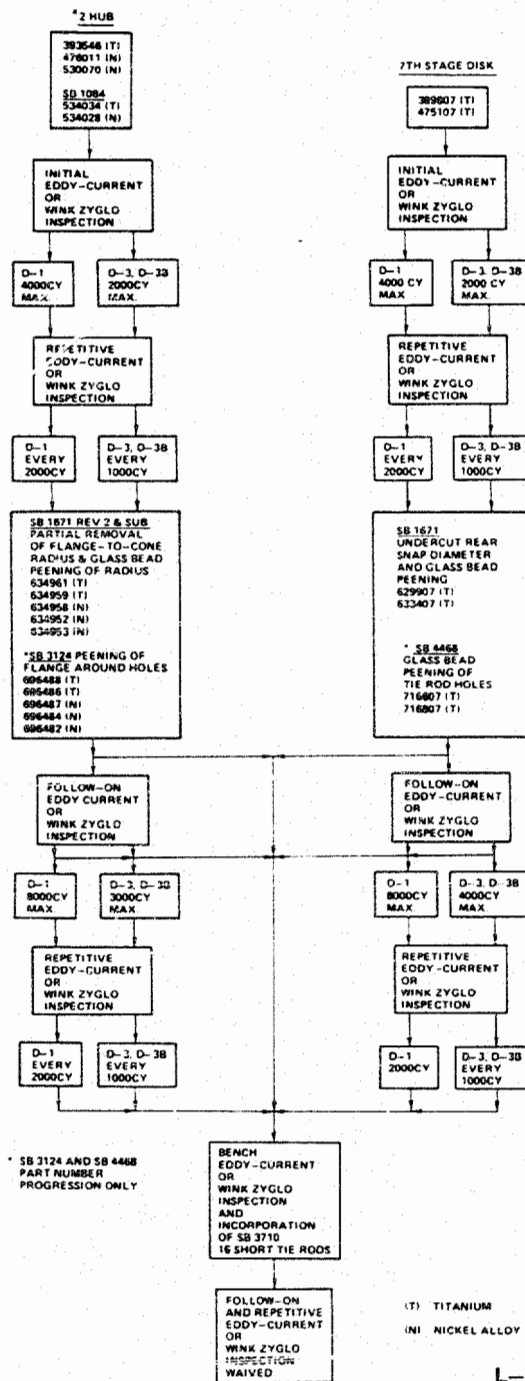 *2 HUB
393546 (T)
476011 (N)
530070 (N)
SB 1084
534034 (T)
534028 (N)
INITIAL
EDDY-CURRENT
OR
WINK ZYGLO
INSPECTION
D-1
4000CY
MAX.
D-3, D-3B
2000CY
MAX.
REPETITIVE
EDDY-CURRENT
OR
WINK ZYGLO
INSPECTION
D-1
EVERY
2000CY
D-3, D-3B
EVERY
1000CY
SB 1671 REV 2 & SUB
PARTIAL REMOVAL
OF FLANGE-TO-CONE
RADIUS & GLASS BEAD
PEENING OF RADIUS
634961 (T)
634959 (T)
634958 (N)
634952 (N)
634953 (N)
*SB 3124 PEENING OF
FLANGE AROUND HOLES
696488 (T)
696486 (T)
696487 (N)
696484 (N)
696482 (N)
FOLLOW-ON
EDDY CURRENT
OR
WINK ZYGLO
INSPECTION
D-1
8000CY
MAX
D-3, D-3B
3000CY
MAX.
REPETITIVE
EDDY-CURRENT
OR
WINK ZYGLO
INSPECTION
D-1
EVERY
2000CY
D-3, D-3B
EVERY
1000CY
7TH STAGE DISK
389607 (T)
475107 (T)
INITIAL
EDDY-CURRENT
OR
WINK ZYGLO
INSPECTION
D-1
4000 CY
MAX
D-3, D-3B
2000 CY
MAX.
REPETITIVE
EDDY-CURRENT
OR
WINK ZYGLO
INSPECTION
D-1
EVERY
2000CY
D-3, D-3B
EVERY
1000CY
SB 1671
UNDERCUT REAR
SNAP DIAMETER
AND GLASS BEAD
PEENING
629907 (T)
633407 (T)
* SB 4468
GLASS BEAD
PEENING OF
TIE ROD HOLES
716807 (T)
716807 (T)
FOLLOW-ON
EDDY-CURRENT
OR
WINK ZYGLO
INSPECTION
D-1
8000CY
MAX
D-3, D-3B
4000CY
MAX.
REPETITIVE
EDDY-CURRENT
OR
WINK ZYGLO
INSPECTION
D-1
2000CY
D-3, D-3B
EVERY
1000CY
* SB 3124 AND SB 4468
PART NUMBER
PROGRESSION ONLY
BENCH
EDDY-CURRENT
OR
WINK ZYGLO
INSPECTION
AND
INCORPORATION
OF SB 3710
16 SHORT TIE RODS
FOLLOW-ON
AND REPETITIVE
EDDY-CURRENT
OR
WINK ZYGLO
INSPECTION
WAIVED
(T) TITANIUM
(N) NICKEL ALLOY